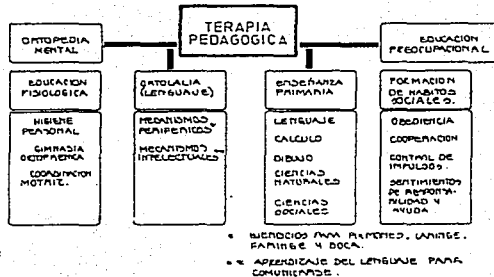 TERAPIA
PEDAGOGICA
ORTOPEDIA
MENTAL
EDUCACION
PREOCUPACIONAL
EDUCACION
FISIOLOGICA
ORTOLALIA
(LENGUAJE)
ENSEÑANZA
PRIMARIA
FORMACION
DE HABITOS
SOCIALES.
HIGIENE
PERSONAL
GIMNASIA
ORTOFRENICA
COORDINACION
MOTRIZ.
MECANISMOS *
PERIFERICOS
MECANISMOS **
INTELECTUALES
LENGUAJE
CALCULO
DIBUJO
CIENCIAS
NATURALES
CIENCIAS
SOCIALES
OBEDIENCIA
COOPERACION
CONTROL DE
IMPULSOS.
SENTIMIENTOS
DE RESPONSA-
BILIDAD Y
AYUDA.
* EJERCICIOS PARA PULMONES, LARINGE,
FARINGE Y BOCA.
** APRENDIZAJE DEL LENGUAJE PARA
COMUNICARSE.